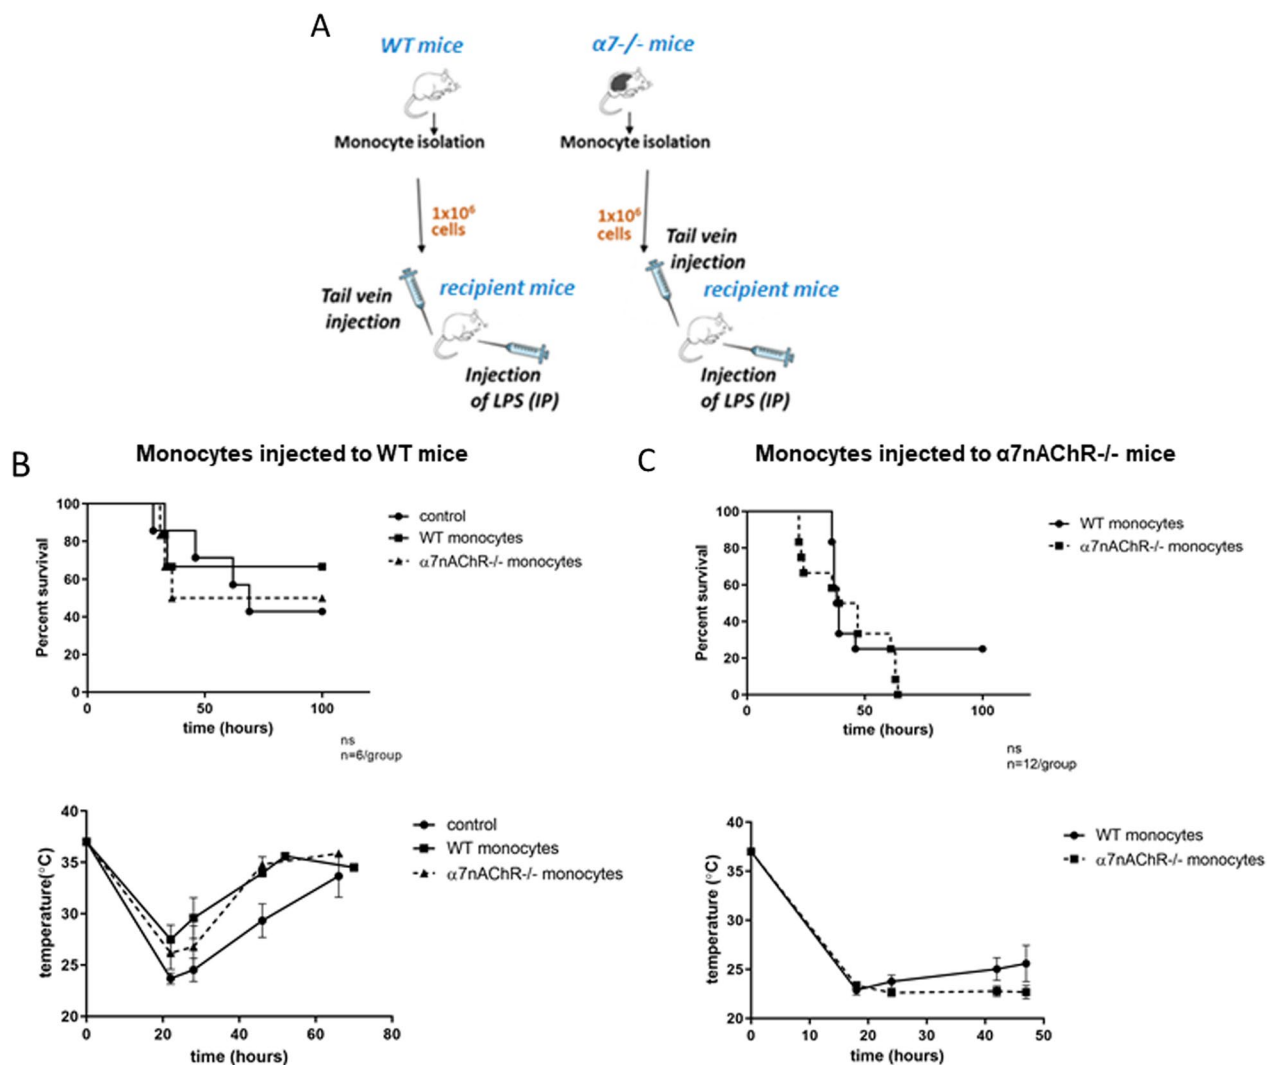 A
WT mice
α7-/- mice
Monocyte isolation
Monocyte isolation
1x10⁶
cells
1x10⁶
cells
Tail vein
injection
Tail vein
injection
recipient mice
recipient mice
Injection
of LPS (IP)
Injection
of LPS (IP)
B
Monocytes injected to WT mice
100
80
60
40
20
0
Percent survival
0
50
100
time (hours)
control
WT monocytes
α7nAChR-/- monocytes
ns
n=6/group
40
35
30
25
20
temperature(°C)
0
20
40
60
80
time (hours)
control
WT monocytes
α7nAChR-/- monocytes
C
Monocytes injected to α7nAChR-/- mice
100
80
60
40
20
0
Percent survival
0
50
100
time (hours)
WT monocytes
α7nAChR-/- monocytes
ns
n=12/group
40
35
30
25
20
temperature (°C)
0
10
20
30
40
50
time (hours)
WT monocytes
α7nAChR-/- monocytes